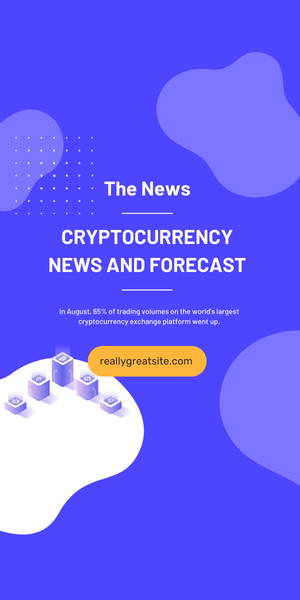 The News
CRYPTOCURRENCY
NEWS AND FORECAST
In August, 65% of trading volumes on the world's largest
cryptocurrency exchange platform went up.
reallygreatsite.com